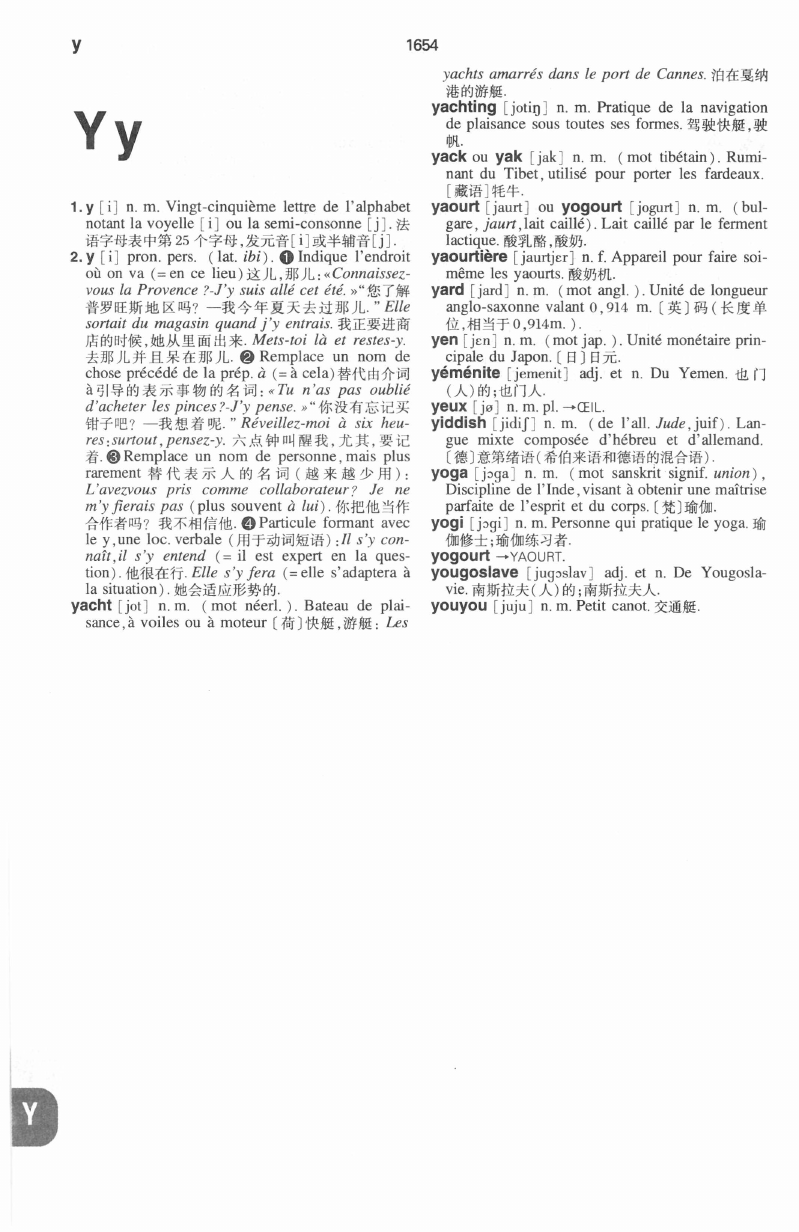 y
1654
Y y
1. y [i] n. m. Vingt-cinquième lettre de l'alphabet
notant la voyelle [i] ou la semi-consonne [j]. 法
语字母表中第 25 个字母,发元音[i]或半辅音[j].
2. y [i] pron. pers. (lat. ibi). ❶ Indique l'endroit
où on va (= en ce lieu)这儿,那儿:«Connaissez-
vous la Provence ?-J'y suis allé cet été. »“您了解
普罗旺斯地区吗? —我今年夏天去过那儿.” Elle
sortait du magasin quand j'y entrais. 我正要进商
店的时候,她从里面出来. Mets-toi là et restes-y.
去那儿并且呆在那儿. ❷ Remplace un nom de
chose précédé de la prép. à (= à cela)替代由介词
à引导的表示事物的名词:«Tu n'as pas oublié
d'acheter les pinces?-J'y pense. »“你没有忘记买
钳子吧? —我想着呢.” Réveillez-moi à six heu-
res;surtout,pensez-y. 六点钟叫醒我,尤其,要记
着. ❸ Remplace un nom de personne,mais plus
rarement 替代表示人的名词(越来越少用):
L'avezvous pris comme collaborateur? Je ne
m'y fierais pas (plus souvent à lui). 你把他当作
合作者吗? 我不相信他. ❹ Particule formant avec
le y,une loc. verbale (用于动词短语):Il s'y con-
naît,il s'y entend (= il est expert en la ques-
tion). 他很在行. Elle s'y fera (= elle s'adaptera à
la situation). 她会适应形势的.
yacht [jot] n. m. (mot néerl. ). Bateau de plai-
sance,à voiles ou à moteur〔荷〕快艇,游艇: Les
yachts amarrés dans le port de Cannes. 泊在戛纳
港的游艇.
yachting [jotiŋ] n. m. Pratique de la navigation
de plaisance sous toutes ses formes. 驾驶快艇,驶
帆.
yack ou yak [jak] n. m. (mot tibétain). Rumi-
nant du Tibet,utilisé pour porter les fardeaux.
[藏语]牦牛.
yaourt [jaurt] ou yogourt [jogurt] n. m. (bul-
gare, jaurt,lait caillé). Lait caillé par le ferment
lactique. 酸乳酪,酸奶.
yaourtière [jaurtjɛr] n. f. Appareil pour faire soi-
même les yaourts. 酸奶机.
yard [jard] n. m. (mot angl. ). Unité de longueur
anglo-saxonne valant 0,914 m.〔英〕码(长度单
位,相当于0,914m. ).
yen [jɛn] n. m. (mot jap. ). Unité monétaire prin-
cipale du Japon.〔日〕日元.
yéménite [jemenit] adj. et n. Du Yemen. 也门
(人)的;也门人.
yeux [jø] n. m. pl. →ŒIL.
yiddish [jidiʃ] n. m. (de l'all. Jude,juif). Lan-
gue mixte composée d'hébreu et d'allemand.
〔德〕意第绪语(希伯来语和德语的混合语).
yoga [jɔga] n. m. (mot sanskrit signif. union),
Discipline de l'Inde,visant à obtenir une maîtrise
parfaite de l'esprit et du corps.〔梵〕瑜伽.
yogi [jɔgi] n. m. Personne qui pratique le yoga. 瑜
伽修士;瑜伽练习者.
yogourt →YAOURT.
yougoslave [jugɔslav] adj. et n. De Yougosla-
vie. 南斯拉夫(人)的;南斯拉夫人.
youyou [juju] n. m. Petit canot. 交通艇.
Y